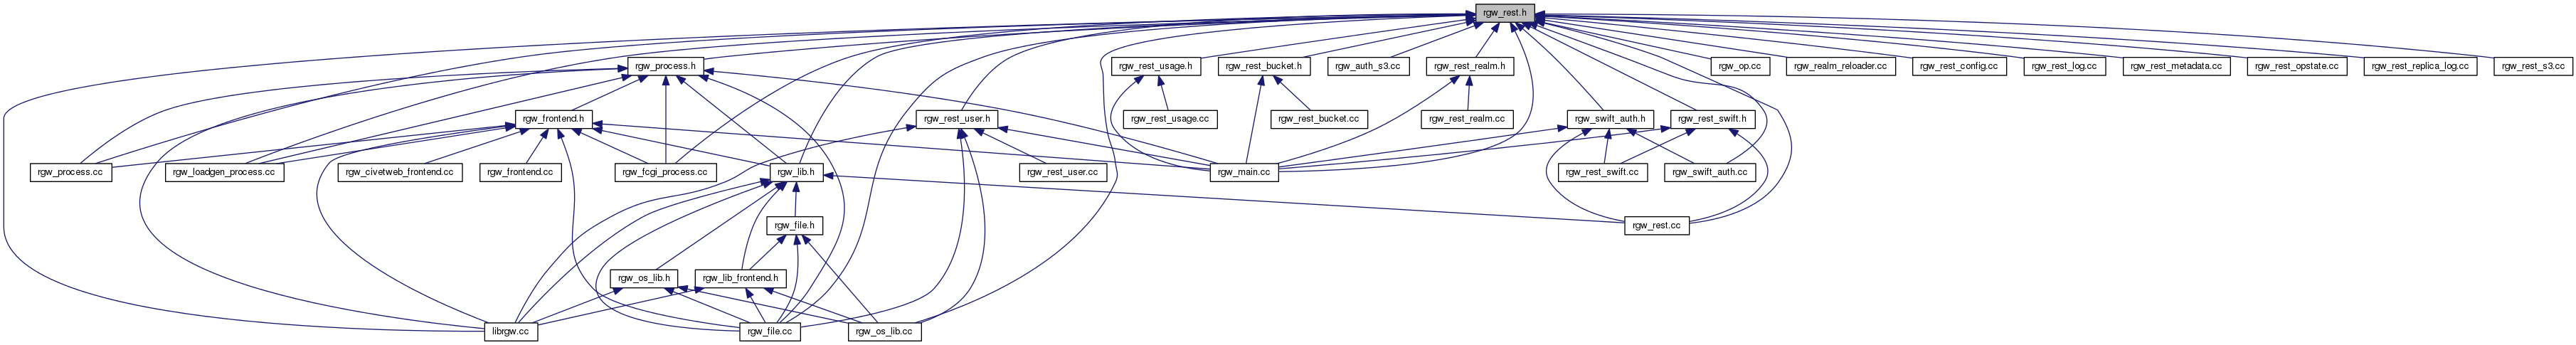 rgw_rest.h
rgw_process.h
rgw_rest_usage.h
rgw_rest_bucket.h
rgw_auth_s3.cc
rgw_rest_realm.h
rgw_op.cc
rgw_realm_reloader.cc
rgw_rest_config.cc
rgw_rest_log.cc
rgw_rest_metadata.cc
rgw_rest_opstate.cc
rgw_rest_replica_log.cc
rgw_rest_s3.cc
rgw_frontend.h
rgw_rest_user.h
rgw_rest_usage.cc
rgw_rest_bucket.cc
rgw_rest_realm.cc
rgw_swift_auth.h
rgw_rest_swift.h
rgw_process.cc
rgw_loadgen_process.cc
rgw_civetweb_frontend.cc
rgw_frontend.cc
rgw_fcgi_process.cc
rgw_lib.h
rgw_rest_user.cc
rgw_main.cc
rgw_rest_swift.cc
rgw_swift_auth.cc
rgw_file.h
rgw_rest.cc
rgw_os_lib.h
rgw_lib_frontend.h
librgw.cc
rgw_file.cc
rgw_os_lib.cc